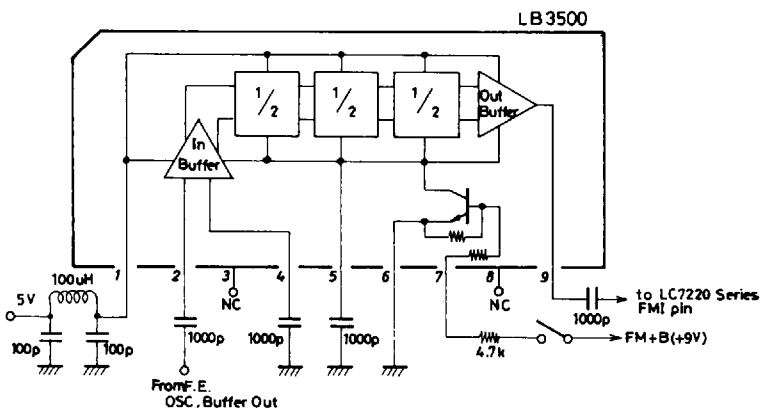 LB3500
1/2
1/2
1/2
Out
Buffer
In
Buffer
1
2
3
4
5
6
7
8
9
100uH
5V
NC
NC
100p
100p
1000p
1000p
1000p
4.7k
1000p
to LC7220 Series
FMI pin
FM+B(+9V)
From F.E.
OSC, Buffer Out